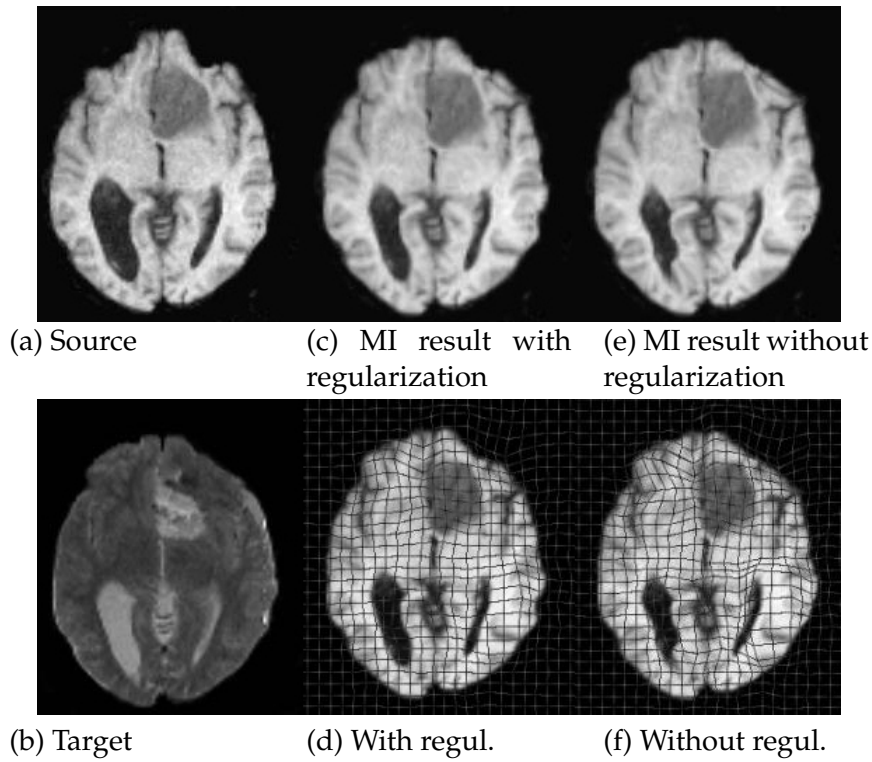 (a) Source
(c) MI result with
regularization
(e) MI result without
regularization
(b) Target
(d) With regul.
(f) Without regul.